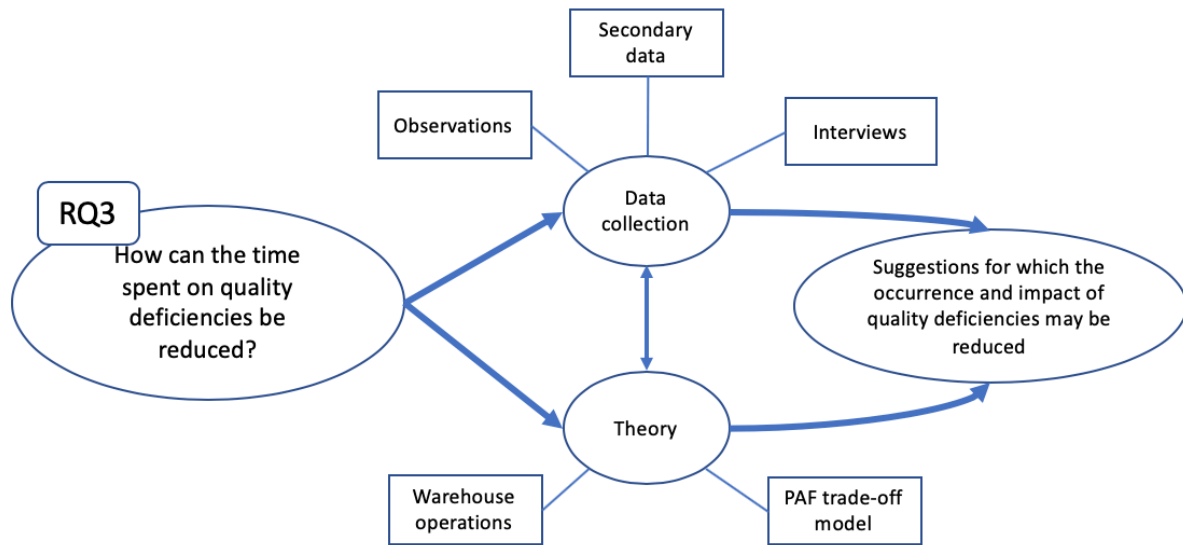 Secondary
data
Observations
Interviews
Data
collection
RQ3
How can the time
spent on quality
deficiencies be
reduced?
Suggestions for which the
occurrence and impact of
quality deficiencies may be
reduced
Theory
Warehouse
operations
PAF trade-off
model